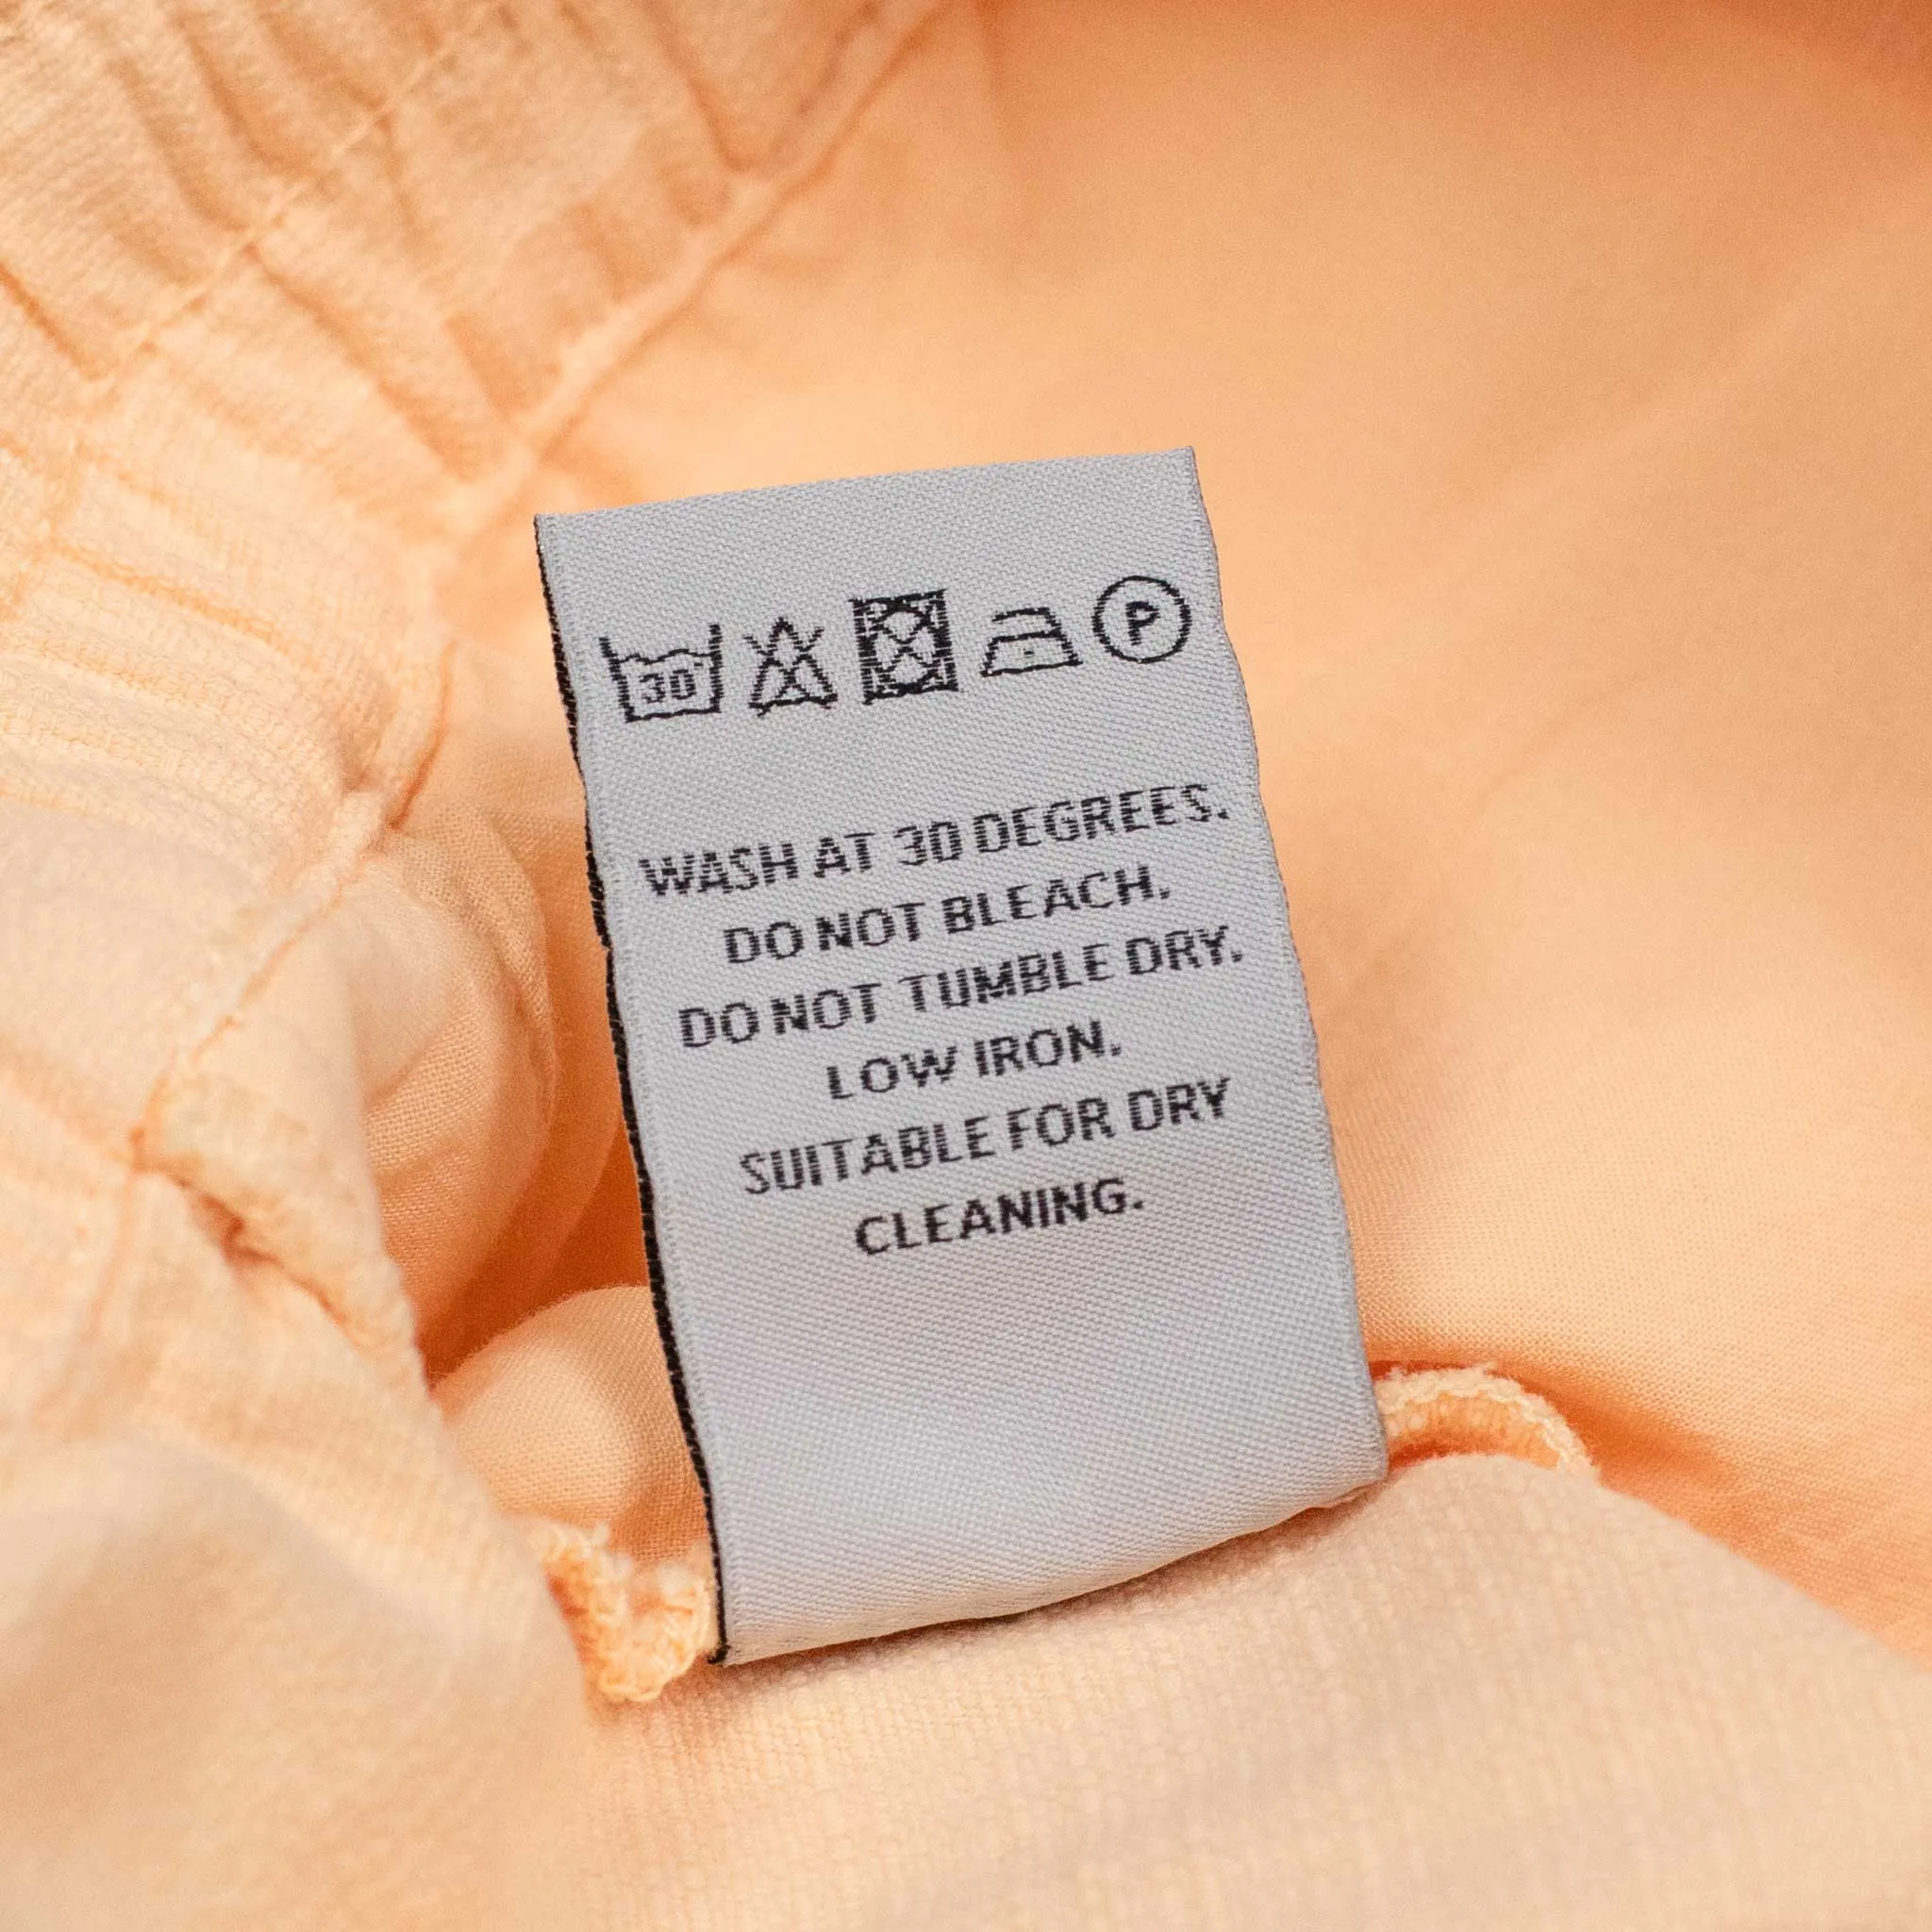 30°
P
WASH AT 30 DEGREES.
DO NOT BLEACH.
DO NOT TUMBLE DRY.
LOW IRON.
SUITABLE FOR DRY
CLEANING.